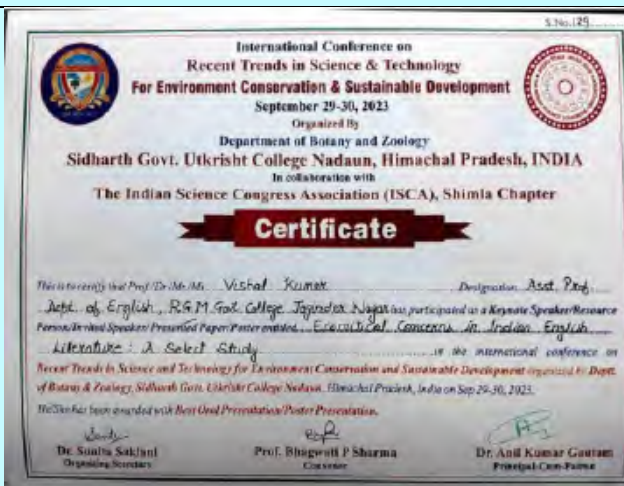 S.No. 129
International Conference on
Recent Trends in Science & Technology
For Environment Conservation & Sustainable Development
September 29-30, 2023
Organized By
Department of Botany and Zoology
Sidharth Govt. Utkrisht College Nadaun, Himachal Pradesh, INDIA
In collaboration with
The Indian Science Congress Association (ISCA), Shimla Chapter
Certificate
This is to certify that Prof/Dr/Mr/Ms Vishal Kumar Designation Asst. Prof.
Dept. of English, R.G.M Govt. College Joginder Nagar has participated as a Keynote Speaker/Resource
Person/Invited Speaker/Presented Paper/Poster entitled Ecocritical Concerns in Indian English
Literature: A Select Study in the international conference on
Recent Trends in Science and Technology for Environment Conservation and Sustainable Development organized by Deptt.
of Botany & Zoology, Sidharth Govt. Utkrisht College Nadaun, Himachal Pradesh, India on Sep 29-30, 2023.
He/She has been awarded with Best Oral Presentation/Poster Presentation.
Dr. Sunita Saklani Prof. Bhagwati P Sharma Dr. Anil Kumar Gautam
Organizing Secretary Convener Principal-Cum-Patron